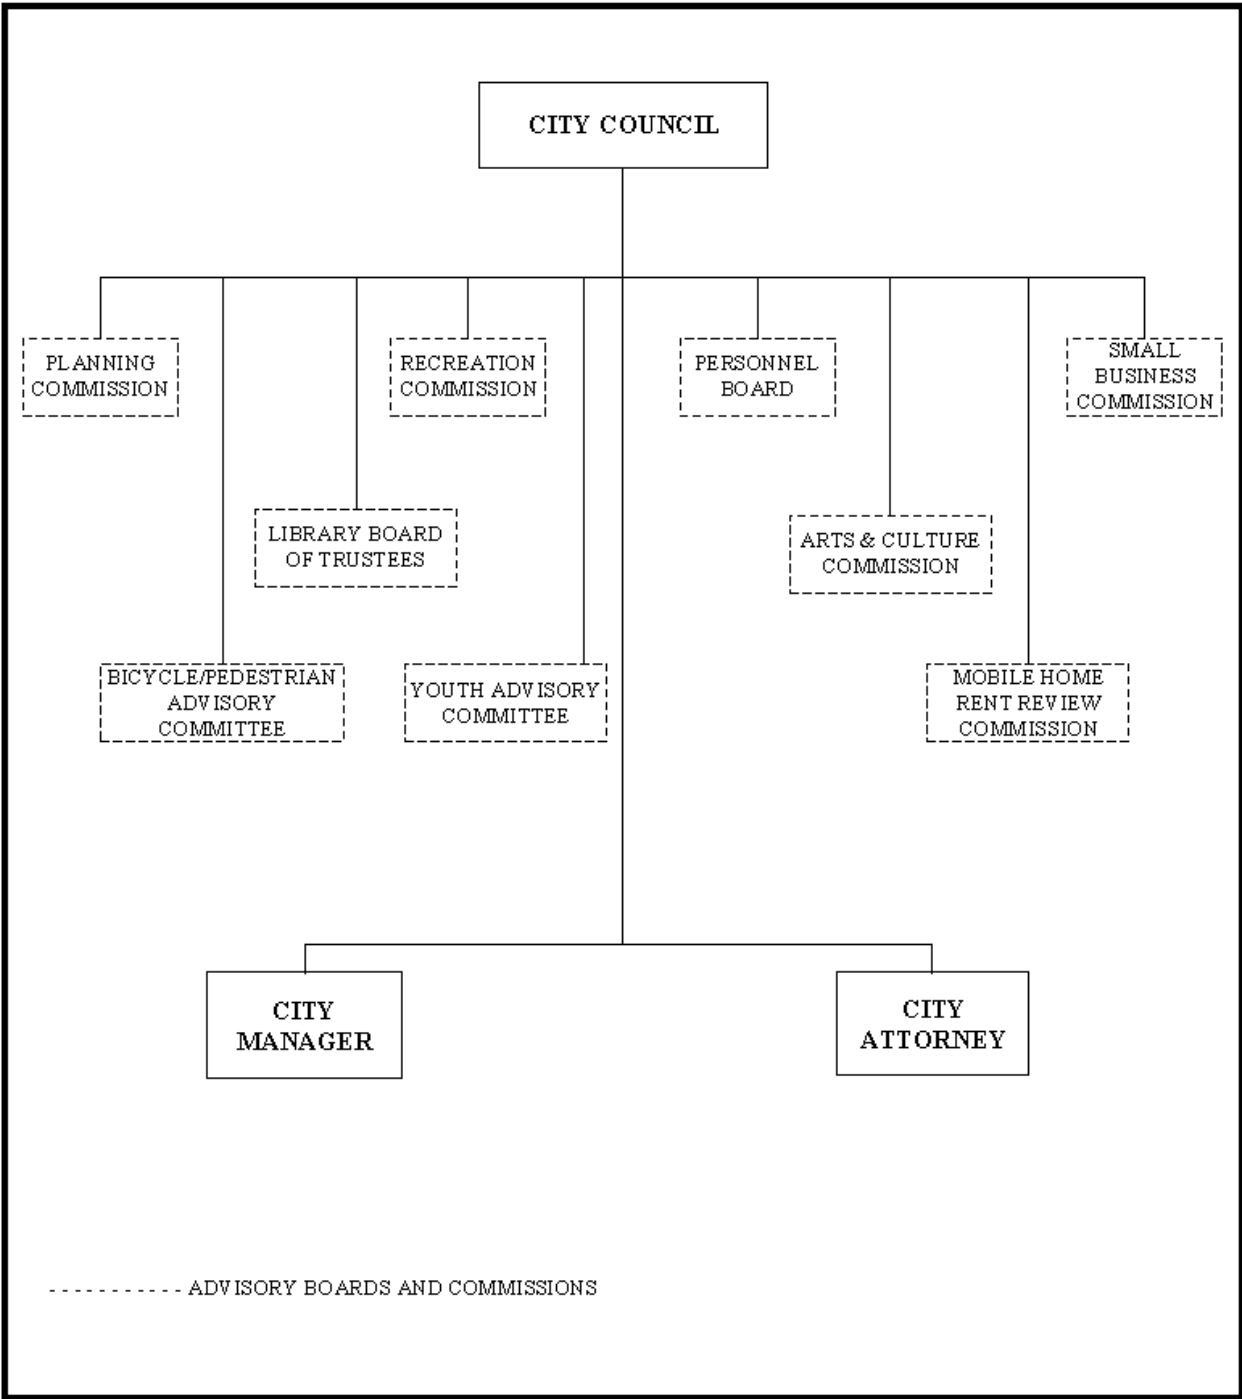 CITY COUNCIL
PLANNING
COMMISSION
RECREATION
COMMISSION
PERSONNEL
BOARD
SMALL
BUSINESS
COMMISSION
LIBRARY BOARD
OF TRUSTEES
ARTS & CULTURE
COMMISSION
BICYCLE/PEDESTRIAN
ADVISORY
COMMITTEE
YOUTH ADVISORY
COMMITTEE
MOBILE HOME
RENT REVIEW
COMMISSION
CITY
MANAGER
CITY
ATTORNEY
- - - - - - - - - - - ADVISORY BOARDS AND COMMISSIONS